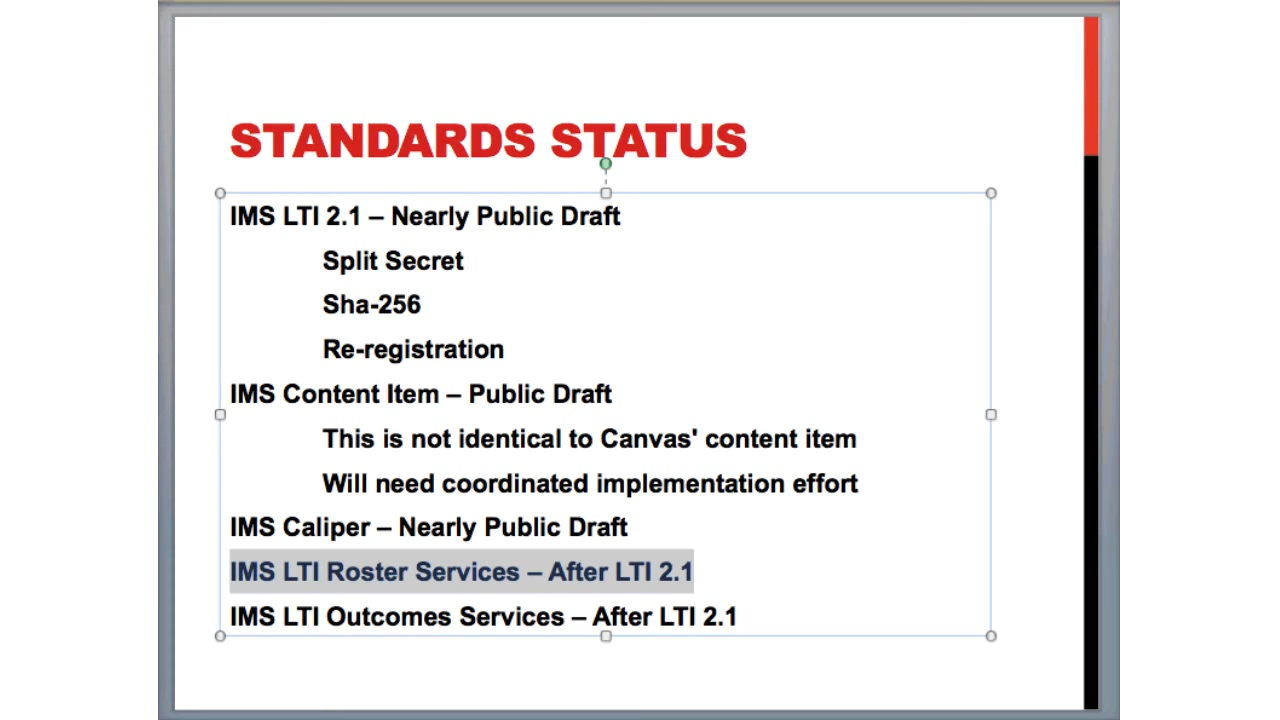 STANDARDS STATUS
IMS LTI 2.1 – Nearly Public Draft
Split Secret
Sha-256
Re-registration
IMS Content Item – Public Draft
This is not identical to Canvas' content item
Will need coordinated implementation effort
IMS Caliper – Nearly Public Draft
IMS LTI Roster Services – After LTI 2.1
IMS LTI Outcomes Services – After LTI 2.1